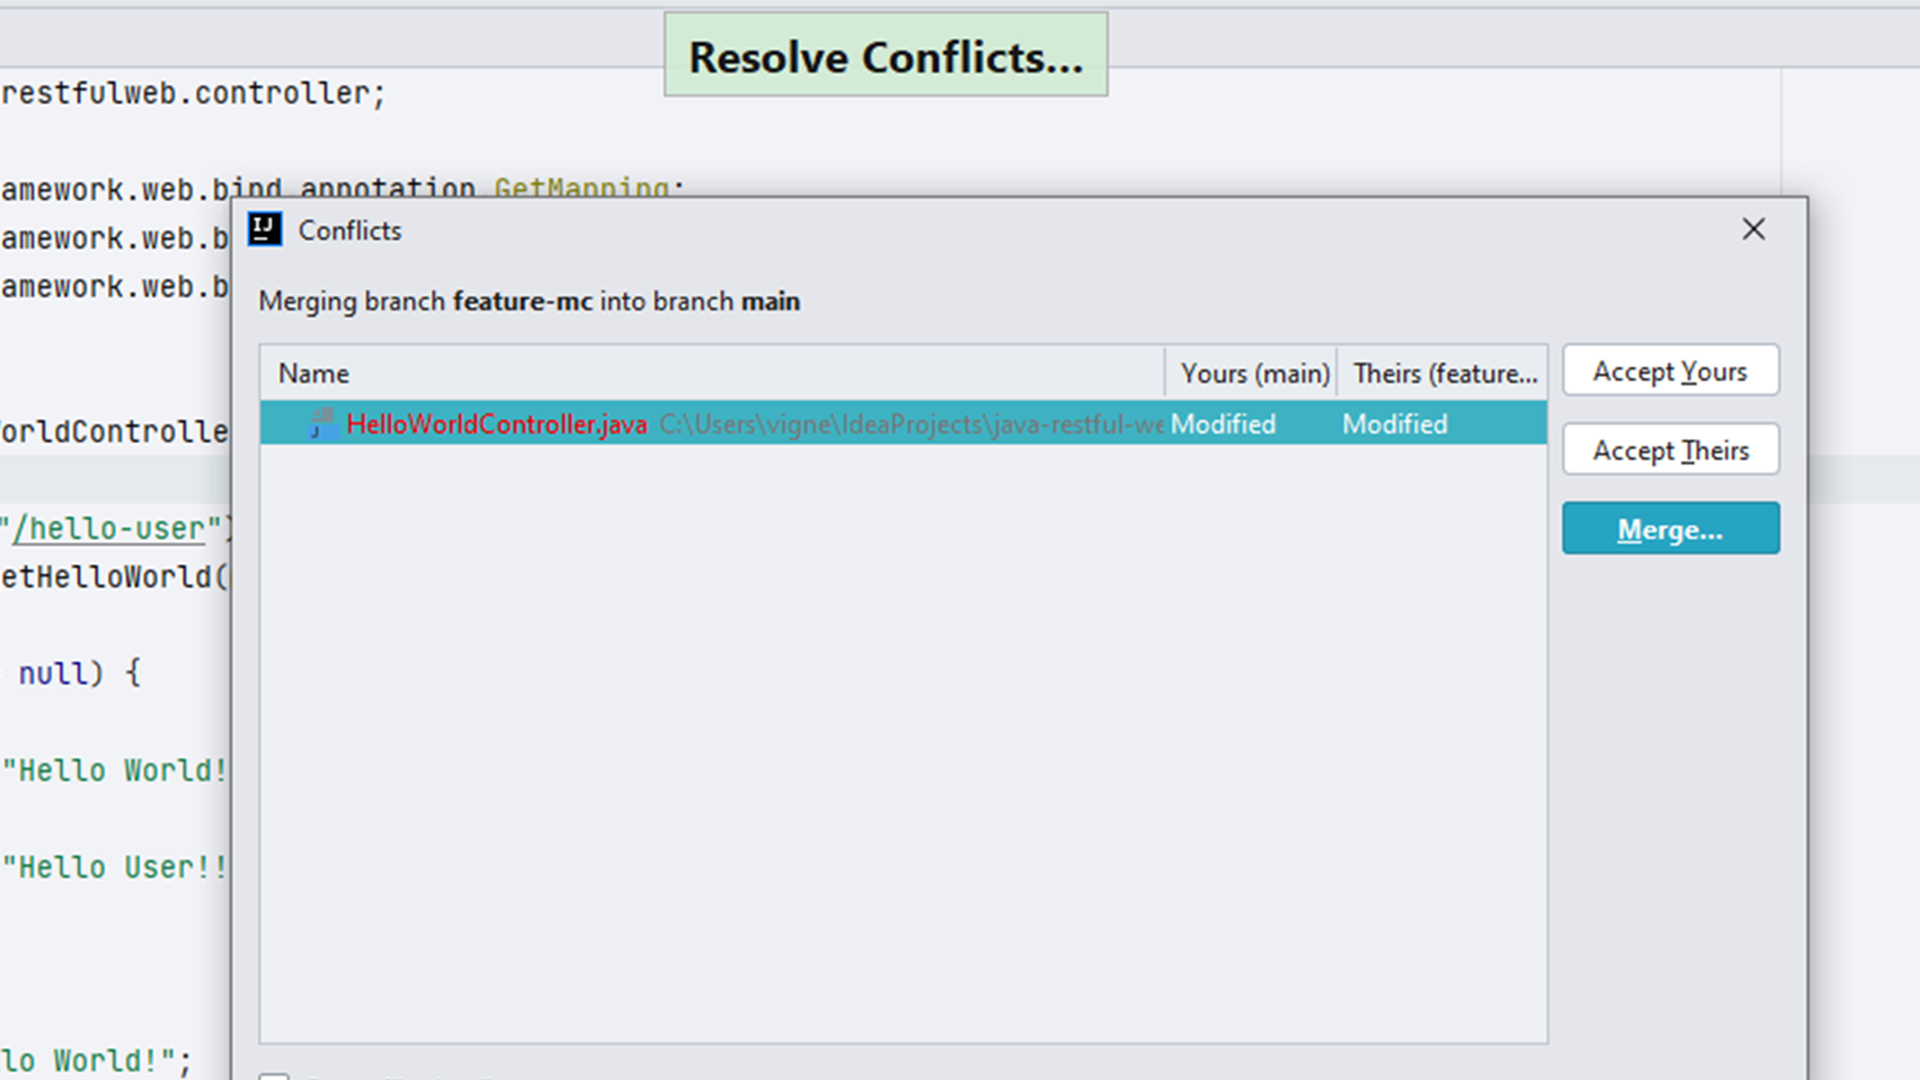 Resolve Conflicts...
restfulweb.controller;
amework.web.bind.annotation.GetMapping;
amework.web.b
amework.web.b
orldControlle
"/hello-user")
etHelloWorld(
null) {
"Hello World!
"Hello User!!
lo World!";
IJ
Conflicts
Merging branch feature-mc into branch main
Name
Yours (main)
Theirs (feature...
HelloWorldController.java C:\Users\vigne\IdeaProjects\java-restful-we
Modified
Modified
Accept Yours
Accept Theirs
Merge...